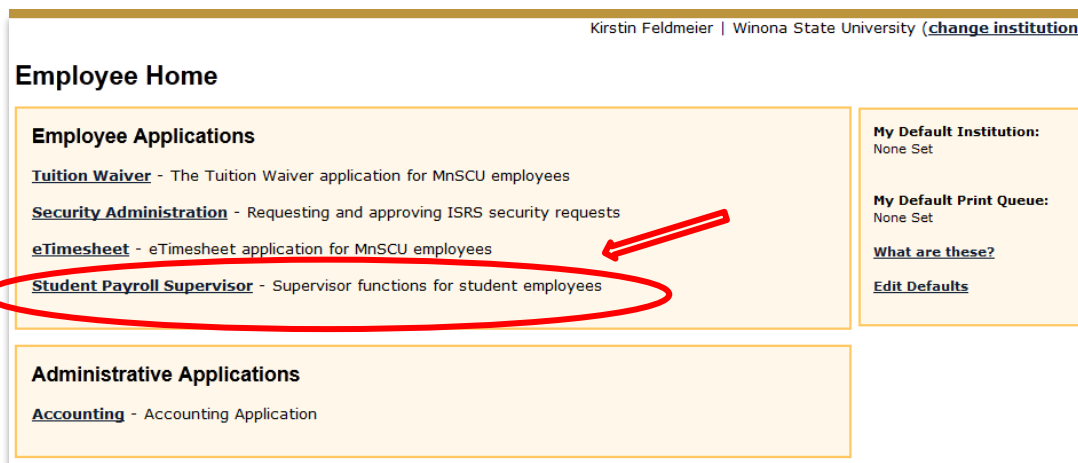 Kirstin Feldmeier | Winona State University (change institution
Employee Home
Employee Applications
Tuition Waiver - The Tuition Waiver application for MnSCU employees
Security Administration - Requesting and approving ISRS security requests
eTimesheet - eTimesheet application for MnSCU employees
Student Payroll Supervisor - Supervisor functions for student employees
My Default Institution:
None Set
My Default Print Queue:
None Set
What are these?
Edit Defaults
Administrative Applications
Accounting - Accounting Application